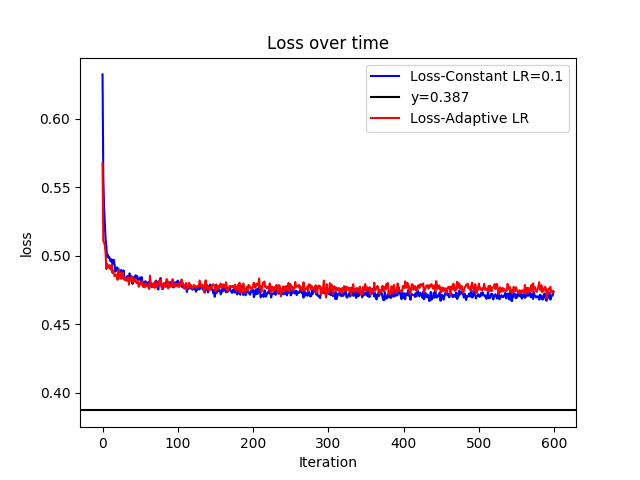 Loss over time
Loss-Constant LR=0.1
y=0.387
Loss-Adaptive LR
0.60
0.55
0.50
0.45
0.40
loss
0
100
200
300
400
500
600
Iteration